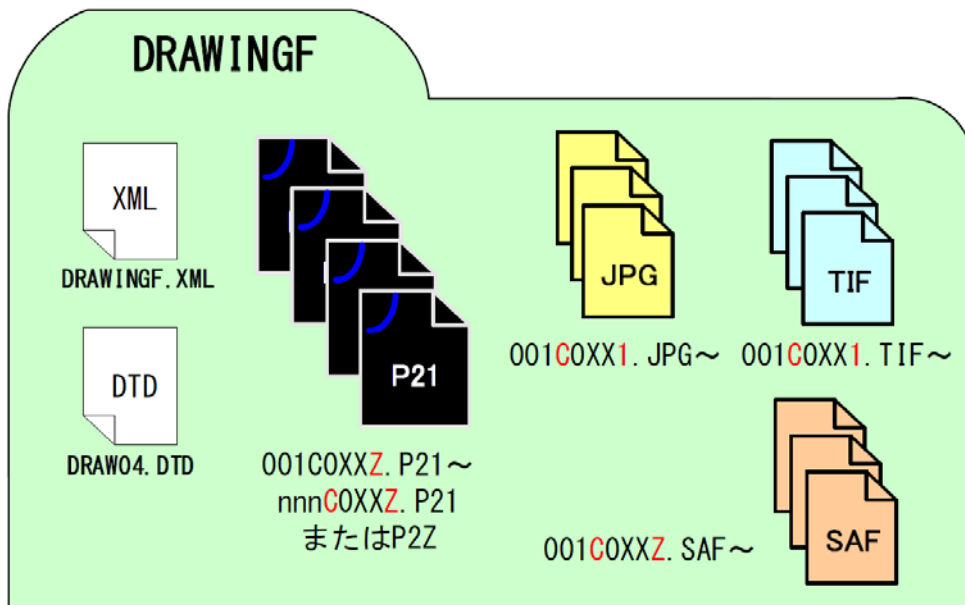 DRAWINGF
XML
DRAWINGF.XML
DTD
DRAW04.DTD
P21
001C0XXZ.P21～
nnnC0XXZ.P21
またはP2Z
JPG
001C0XX1.JPG～
TIF
001C0XX1.TIF～
SAF
001C0XXZ.SAF～